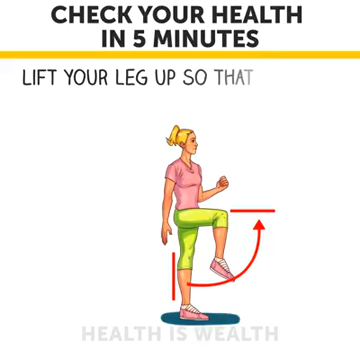 CHECK YOUR HEALTH
IN 5 MINUTES
LIFT YOUR LEG UP SO THAT
HEALTH IS WEALTH